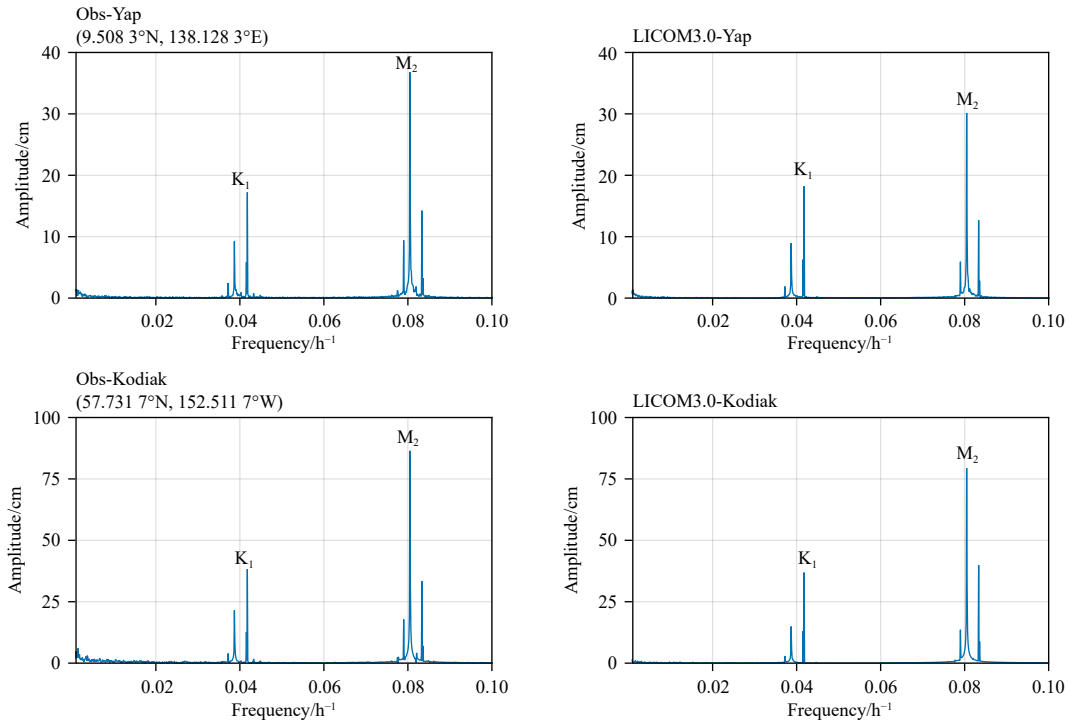 Obs-Yap
(9.508 3°N, 138.128 3°E)
40
30
20
10
0
Amplitude/cm
K₁
M₂
0.02
0.04
0.06
0.08
0.10
Frequency/h⁻¹
LICOM3.0-Yap
40
30
20
10
0
Amplitude/cm
K₁
M₂
0.02
0.04
0.06
0.08
0.10
Frequency/h⁻¹
Obs-Kodiak
(57.731 7°N, 152.511 7°W)
100
75
50
25
0
Amplitude/cm
K₁
M₂
0.02
0.04
0.06
0.08
0.10
Frequency/h⁻¹
LICOM3.0-Kodiak
100
75
50
25
0
Amplitude/cm
K₁
M₂
0.02
0.04
0.06
0.08
0.10
Frequency/h⁻¹